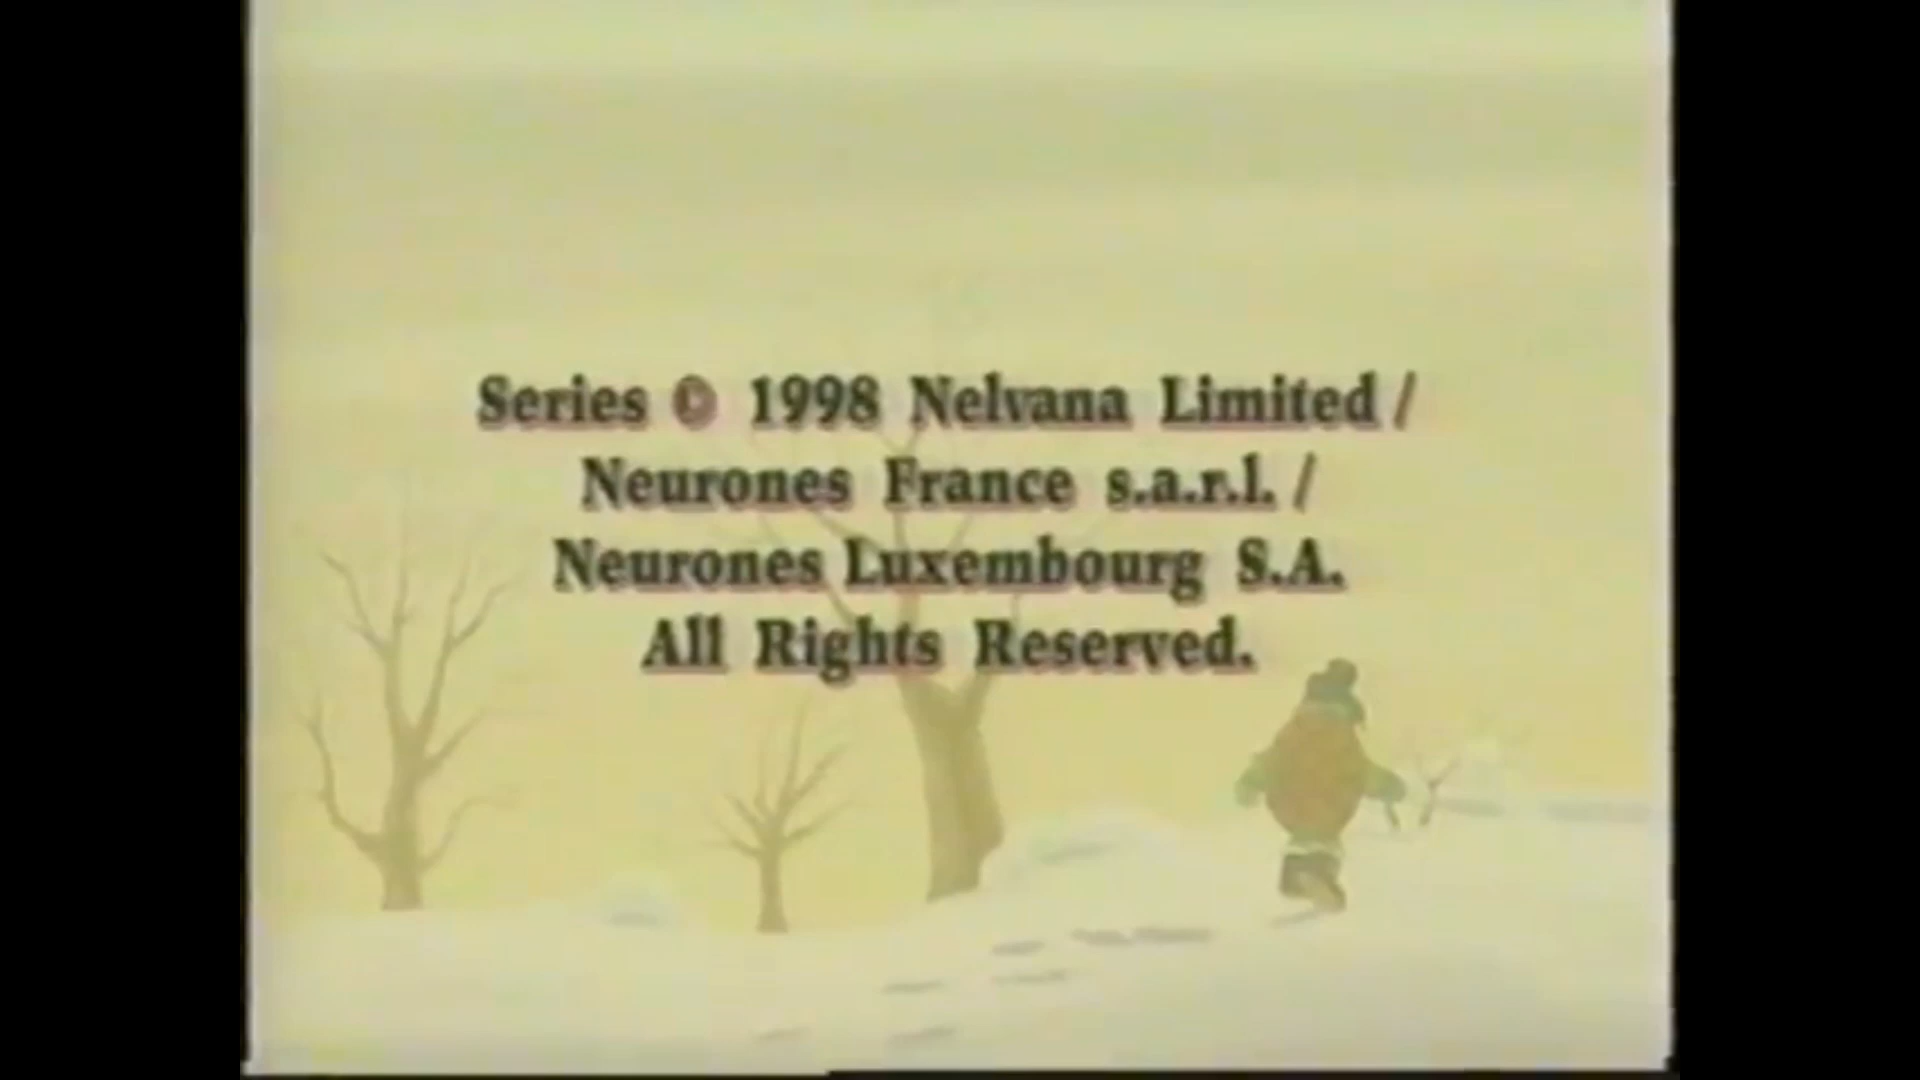 Series © 1998 Nelvana Limited /
Neurones France s.a.r.l. /
Neurones Luxembourg S.A.
All Rights Reserved.